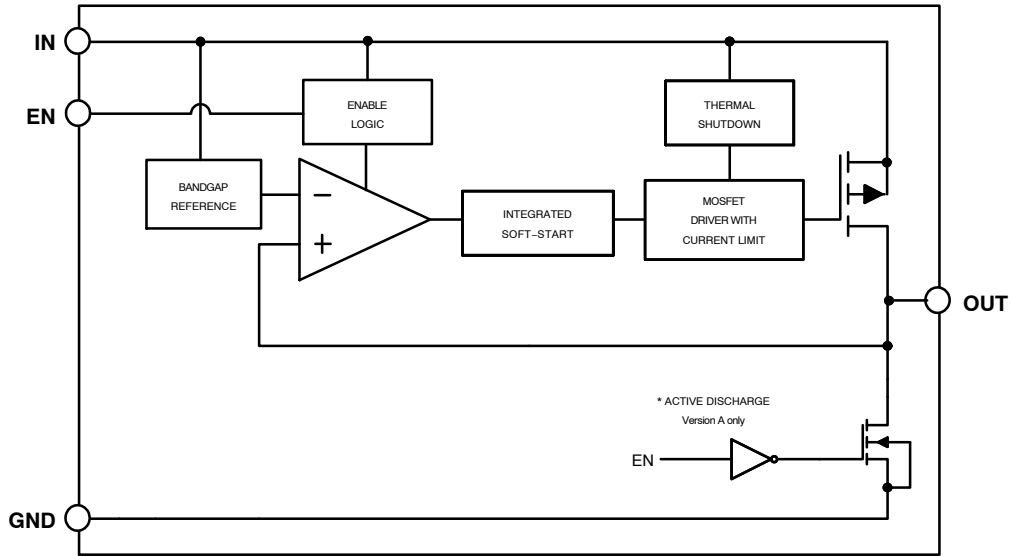 IN
ENABLE
LOGIC
THERMAL
SHUTDOWN
EN
BANDGAP
REFERENCE
−
+
INTEGRATED
SOFT−START
MOSFET
DRIVER WITH
CURRENT LIMIT
OUT
* ACTIVE DISCHARGE
Version A only
EN
GND